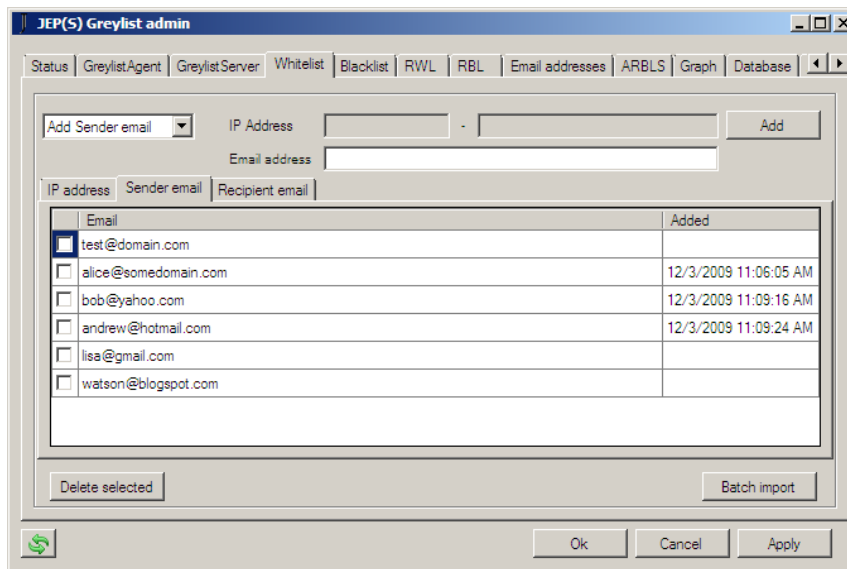 JEP(S) Greylist admin
Status GreylistAgent GreylistServer Whitelist Blacklist RWL RBL Email addresses ARBLS Graph Database
Add Sender email IP Address - Add
Email address
IP address Sender email Recipient email
Email Added
test@domain.com
alice@somedomain.com 12/3/2009 11:06:05 AM
bob@yahoo.com 12/3/2009 11:09:16 AM
andrew@hotmail.com 12/3/2009 11:09:24 AM
lisa@gmail.com
watson@blogspot.com
Delete selected Batch import
Ok Cancel Apply